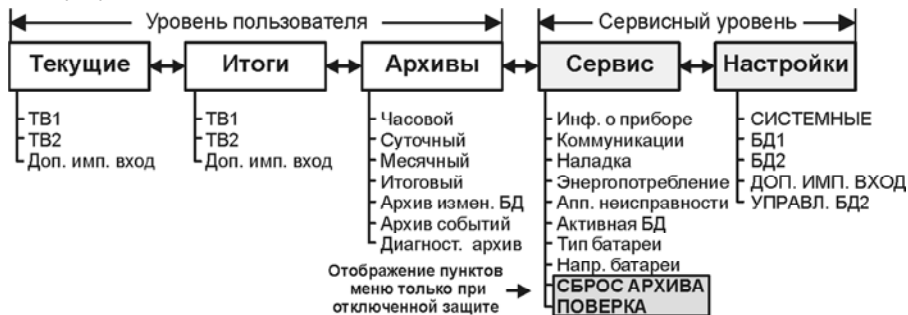 Уровень пользователя
Сервисный уровень
Текущие
Итоги
Архивы
Сервис
Настройки
ТВ1
ТВ2
Доп. имп. вход
ТВ1
ТВ2
Доп. имп. вход
Часовой
Суточный
Месячный
Итоговый
Архив измен. БД
Архив событий
Диагност. архив
Инф. о приборе
Коммуникации
Наладка
Энергопотребление
Апп. неисправности
Активная БД
Тип батареи
Напр. батареи
СБРОС АРХИВА
ПОВЕРКА
СИСТЕМНЫЕ
БД1
БД2
ДОП. ИМП. ВХОД
УПРАВЛ. БД2
Отображение пунктов
меню только при
отключенной защите